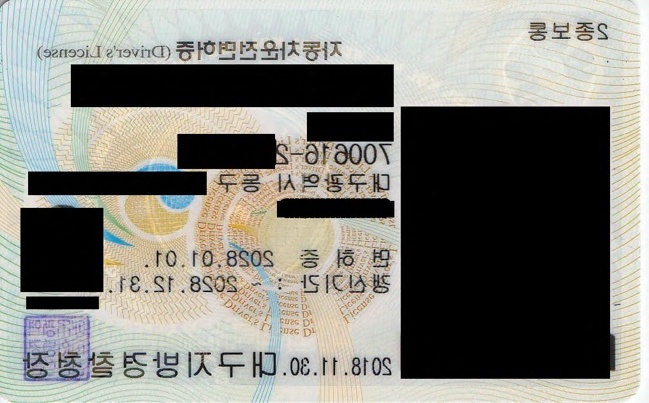 2종보통
자동차운전면허증 (Driver's License)
700616-2
대구광역시 동구
면 허 증 2028.01.01.
갱신기간 : ~ 2028.12.31.
2018.11.30. 대구지방경찰청장